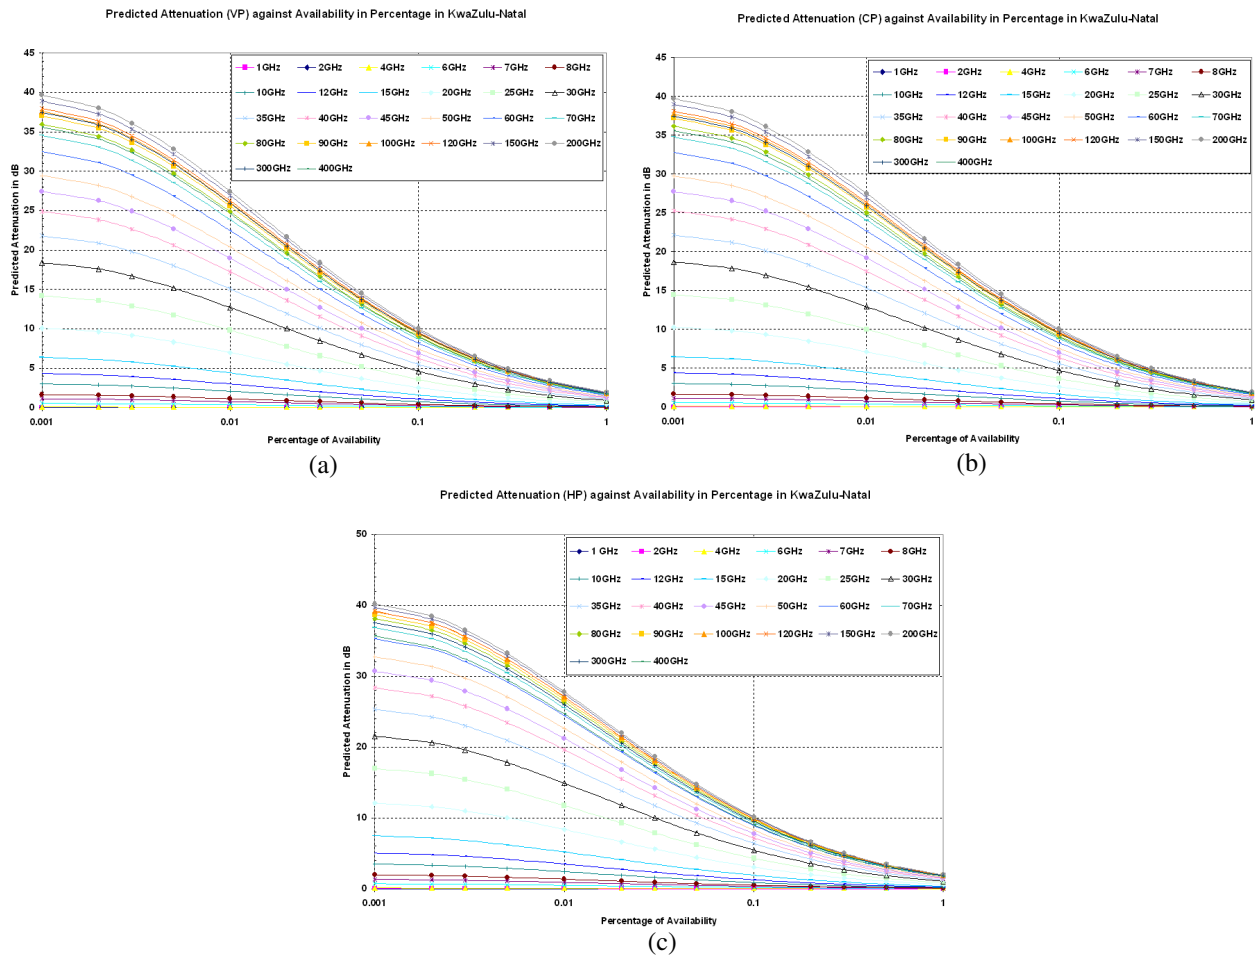 Predicted Attenuation (VP) against Availability in Percentage in KwaZulu-Natal
Predicted Attenuation in dB
45
40
35
30
25
20
15
10
5
0
1GHz 2GHz 4GHz 6GHz 7GHz 8GHz
10GHz 12GHz 15GHz 20GHz 25GHz 30GHz
35GHz 40GHz 45GHz 50GHz 60GHz 70GHz
80GHz 90GHz 100GHz 120GHz 150GHz 200GHz
300GHz 400GHz
0.001 0.01 0.1 1
Percentage of Availability
(a)
Predicted Attenuation (CP) against Availability in Percentage in KwaZulu-Natal
Predicted Attenuation in dB
45
40
35
30
25
20
15
10
5
0
1GHz 2GHz 4GHz 6GHz 7GHz 8GHz
10GHz 12GHz 15GHz 20GHz 25GHz 30GHz
35GHz 40GHz 45GHz 50GHz 60GHz 70GHz
80GHz 90GHz 100GHz 120GHz 150GHz 200GHz
300GHz 400GHz
0.001 0.01 0.1 1
Percentage of Availability
(b)
Predicted Attenuation (HP) against Availability in Percentage in KwaZulu-Natal
Predicted Attenuation in dB
50
40
30
20
10
0
1 GHz 2GHz 4GHz 6GHz 7GHz 8GHz
10GHz 12GHz 15GHz 20GHz 25GHz 30GHz
35GHz 40GHz 45GHz 50GHz 60GHz 70GHz
80GHz 90GHz 100GHz 120GHz 150GHz 200GHz
300GHz 400GHz
0.001 0.01 0.1 1
Percentage of Availability
(c)